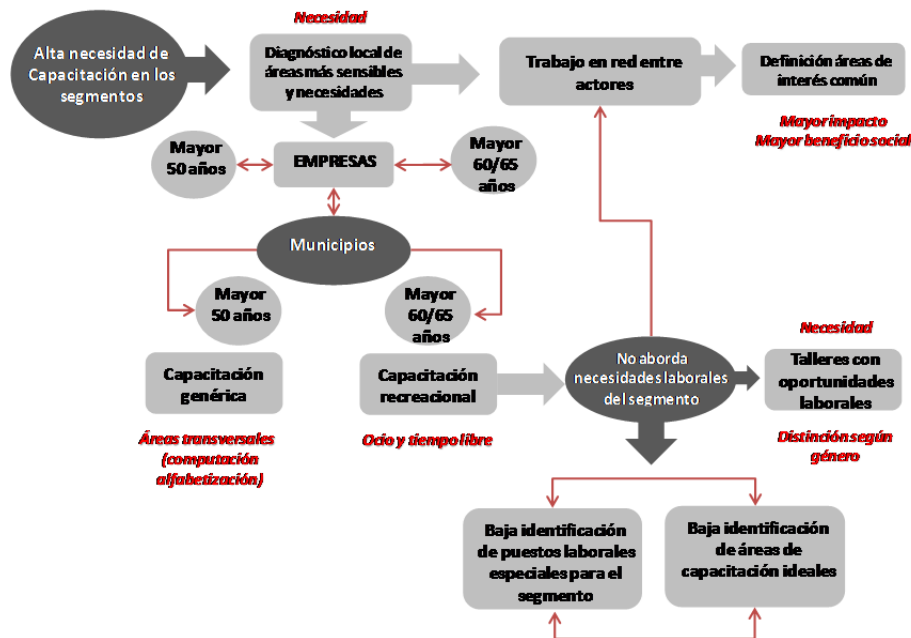 Necesidad
Alta necesidad de
Capacitación en los
segmentos
Diagnóstico local de
áreas más sensibles
y necesidades
Trabajo en red entre
actores
Definición áreas de
interés común
Mayor impacto
Mayor beneficio social
Mayor
50 años
EMPRESAS
Mayor
60/65
años
Municipios
Mayor
50 años
Mayor
60/65
años
Capacitación
genérica
Capacitación
recreacional
No aborda
necesidades laborales
del segmento
Necesidad
Talleres con
oportunidades
laborales
Áreas transversales
(computación
alfabetización)
Ocio y tiempo libre
Distinción según
género
Baja identificación
de puestos laborales
especiales para el
segmento
Baja identificación
de áreas de
capacitación ideales